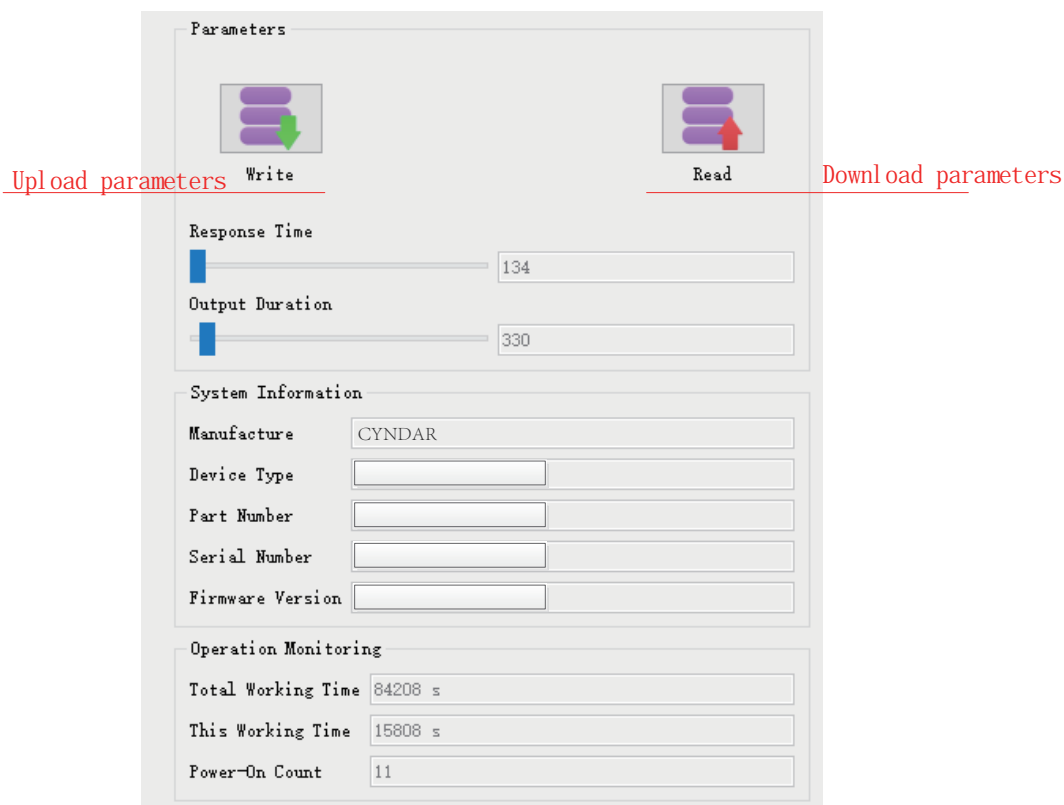 Parameters
Write
Read
Upload parameters
Download parameters
Response Time
134
Output Duration
330
System Information
Manufacture CYNDAR
Device Type
Part Number
Serial Number
Firmware Version
Operation Monitoring
Total Working Time 84208 s
This Working Time 15808 s
Power-On Count 11